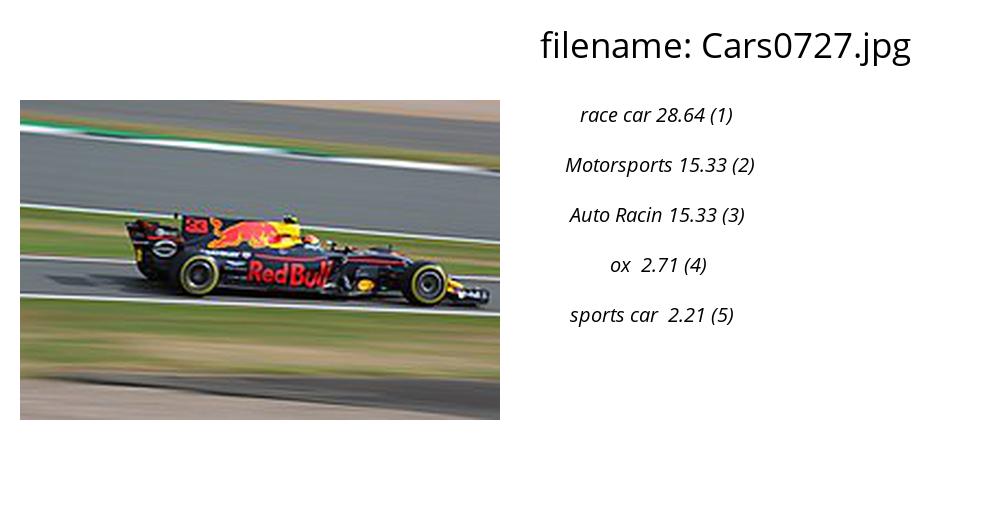 filename: Cars0727.jpg
race car 28.64 (1)
Motorsports 15.33 (2)
Auto Racin 15.33 (3)
ox 2.71 (4)
sports car 2.21 (5)
33
Red Bull